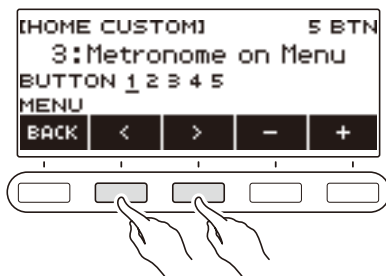 [HOME CUSTOM] 5 BTN
3:Metronome on Menu
BUTTON 1 2 3 4 5
MENU
BACK < > − +